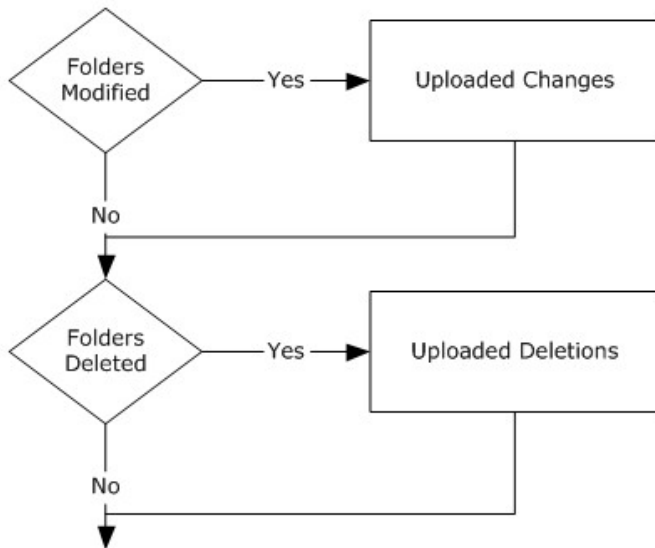 Folders
Modified
Yes
Uploaded Changes
No
Folders
Deleted
Yes
Uploaded Deletions
No